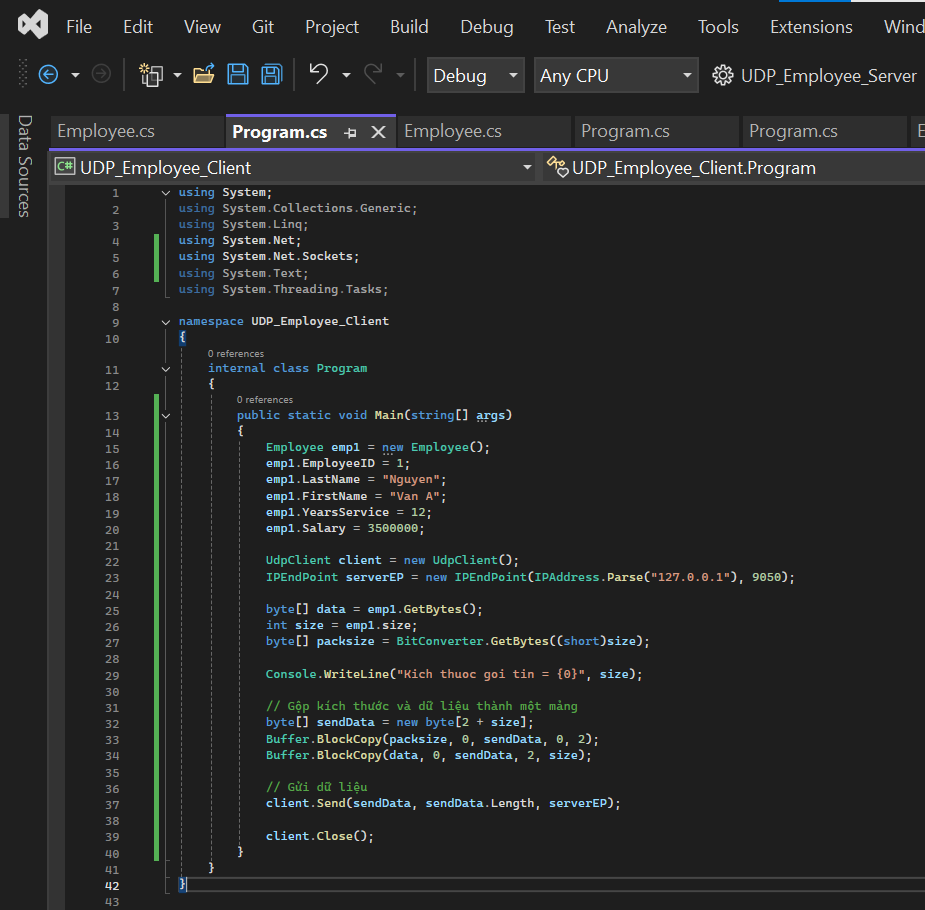 File Edit View Git Project Build Debug Test Analyze Tools Extensions Wind
Debug Any CPU UDP_Employee_Server
Data Sources
Employee.cs Program.cs Employee.cs Program.cs Program.cs E
C# UDP_Employee_Client UDP_Employee_Client.Program
1 using System;
2 using System.Collections.Generic;
3 using System.Linq;
4 using System.Net;
5 using System.Net.Sockets;
6 using System.Text;
7 using System.Threading.Tasks;
8
9 namespace UDP_Employee_Client
10 {
0 references
11 internal class Program
12 {
0 references
13 public static void Main(string[] args)
14 {
15 Employee emp1 = new Employee();
16 emp1.EmployeeID = 1;
17 emp1.LastName = "Nguyen";
18 emp1.FirstName = "Van A";
19 emp1.YearsService = 12;
20 emp1.Salary = 3500000;
21
22 UdpClient client = new UdpClient();
23 IPEndPoint serverEP = new IPEndPoint(IPAddress.Parse("127.0.0.1"), 9050);
24
25 byte[] data = emp1.GetBytes();
26 int size = emp1.size;
27 byte[] packsize = BitConverter.GetBytes((short)size);
28
29 Console.WriteLine("Kich thuoc goi tin = {0}", size);
30
31 // Gộp kích thước và dữ liệu thành một mảng
32 byte[] sendData = new byte[2 + size];
33 Buffer.BlockCopy(packsize, 0, sendData, 0, 2);
34 Buffer.BlockCopy(data, 0, sendData, 2, size);
35
36 // Gửi dữ liệu
37 client.Send(sendData, sendData.Length, serverEP);
38
39 client.Close();
40 }
41 }
42 }
43